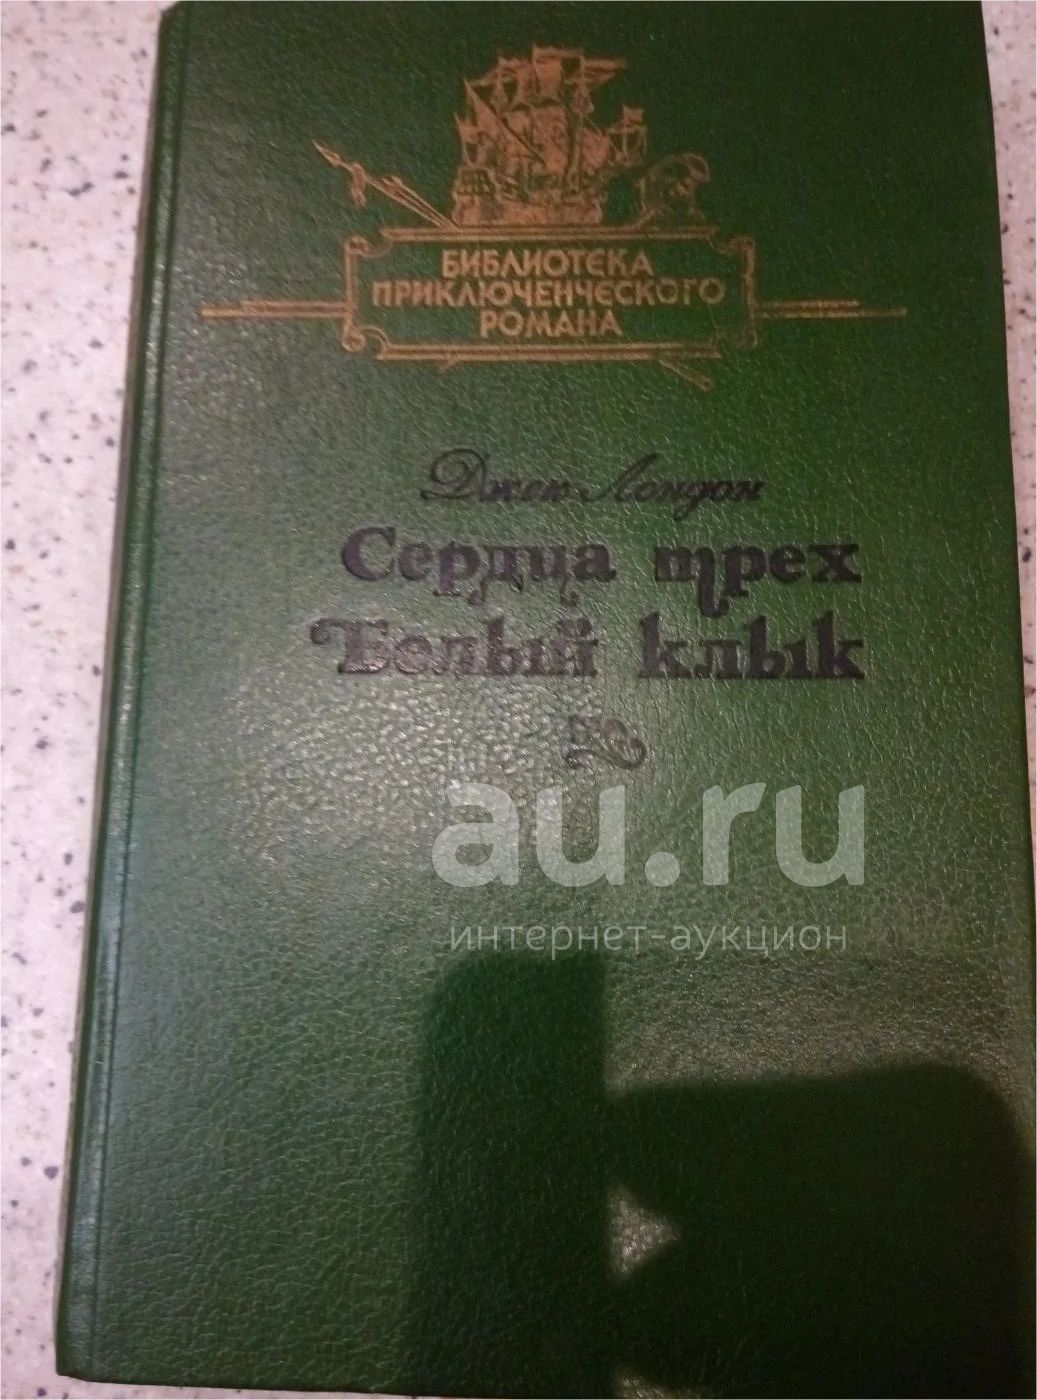 БИБЛИОТЕКА
ПРИКЛЮЧЕНЧЕСКОГО
РОМАНА
Джек Лондон
Сердца трех
Белый клык
au.ru
интернет-аукцион